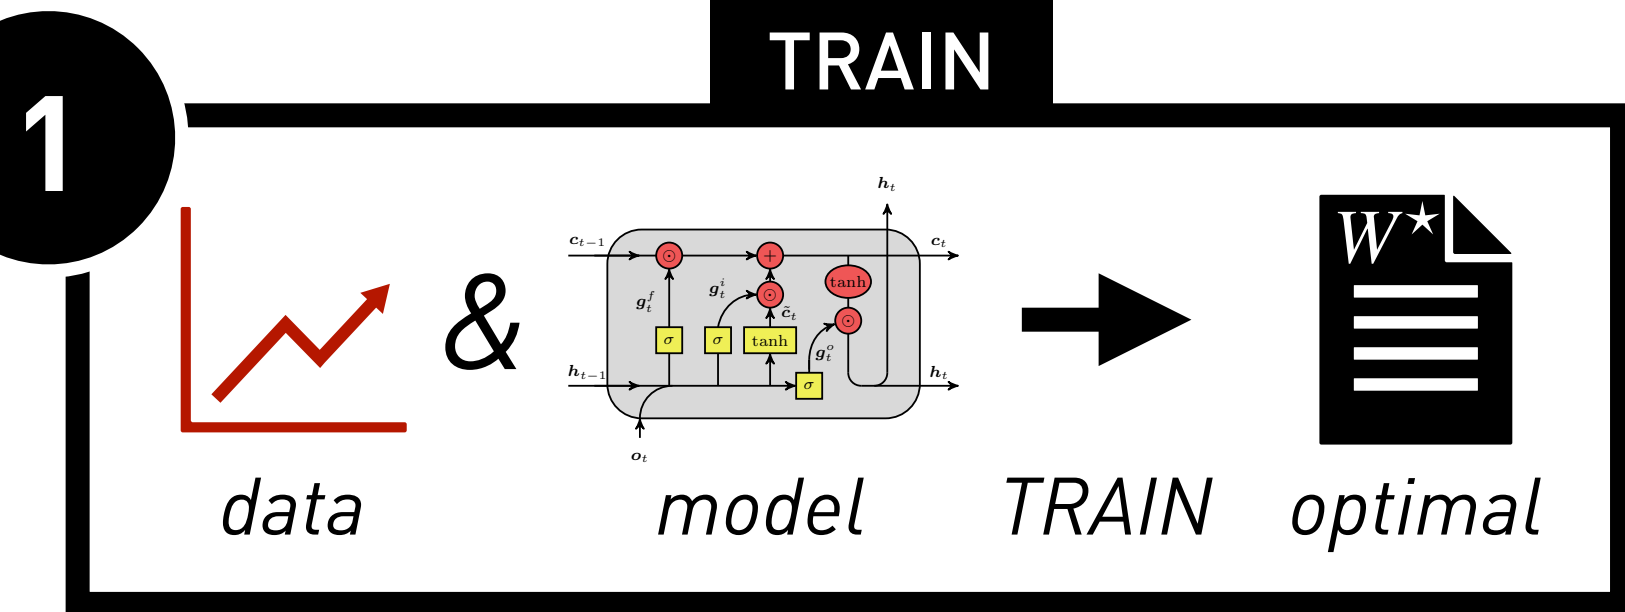 TRAIN
1
W★
h_t
c_{t-1}
c_t
⊙
+
tanh
g_t^f
g_t^i
⊙
c̃_t
⊙
σ
σ
tanh
g_t^o
h_{t-1}
σ
h_t
o_t
&
data
model
TRAIN
optimal